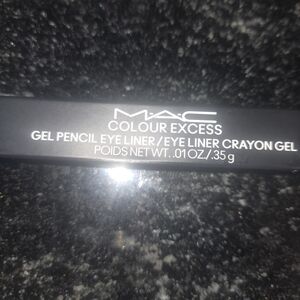 MAC
COLOUR EXCESS
GEL PENCIL EYE LINER/EYE LINER CRAYON GEL
POIDS NET WT. .01 OZ./.35 g